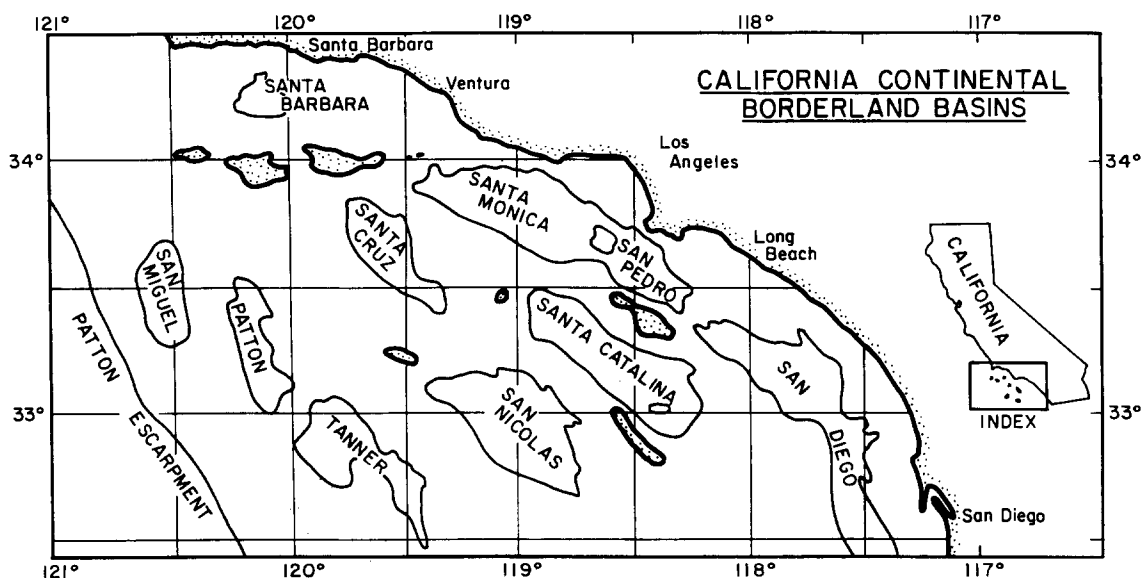 121°
120°
119°
118°
117°
Santa Barbara
SANTA
BARBARA
Ventura
CALIFORNIA CONTINENTAL
BORDERLAND BASINS
34°
Los
Angeles
34°
SANTA
MONICA
SANTA
CRUZ
SAN
PEDRO
Long
Beach
SAN
MIGUEL
PATTON
PATTON
ESCARPMENT
SANTA CATALINA
SAN
DIEGO
CALIFORNIA
INDEX
33°
33°
TANNER
SAN
NICOLAS
San Diego
121°
120°
119°
118°
117°